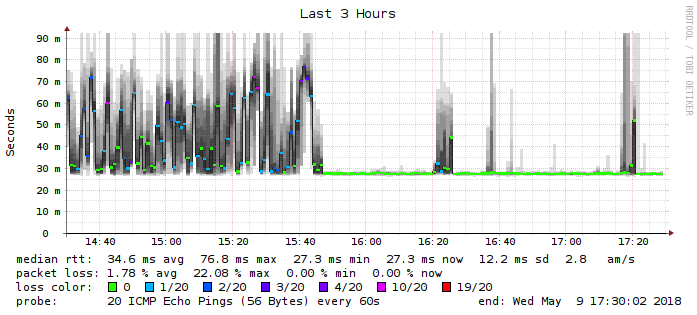 Last 3 Hours
RRDTOOL / TOBI OETIKER
Seconds
90 m
80 m
70 m
60 m
50 m
40 m
30 m
20 m
10 m
0
14:40 15:00 15:20 15:40 16:00 16:20 16:40 17:00 17:20
median rtt: 34.6 ms avg 76.8 ms max 27.3 ms min 27.3 ms now 12.2 ms sd 2.8 am/s
packet loss: 1.78 % avg 22.08 % max 0.00 % min 0.00 % now
loss color: 0 1/20 2/20 3/20 4/20 10/20 19/20
probe: 20 ICMP Echo Pings (56 Bytes) every 60s end: Wed May 9 17:30:02 2018